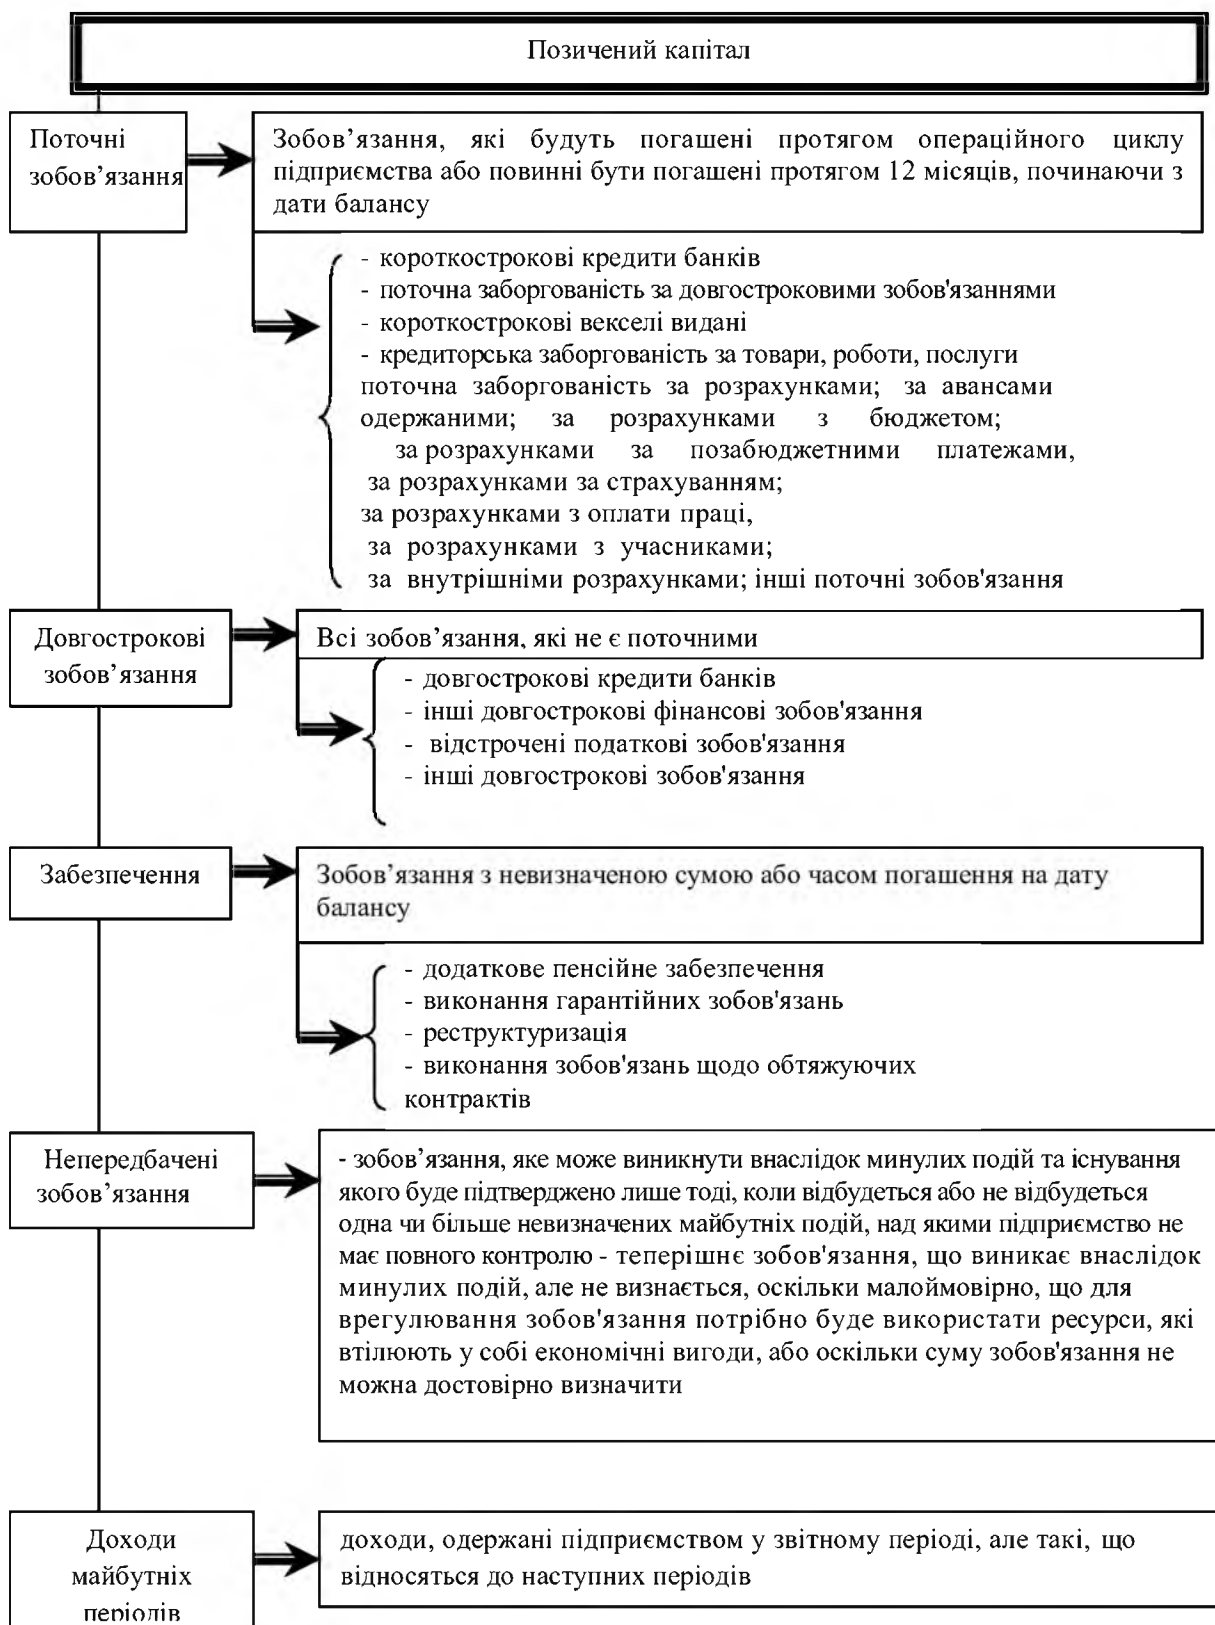 Позичений капітал
Поточні
зобов’язання
Зобов’язання, які будуть погашені протягом операційного циклу
підприємства або повинні бути погашені протягом 12 місяців, починаючи з
дати балансу
- короткострокові кредити банків
- поточна заборгованість за довгостроковими зобов'язаннями
- короткострокові векселі видані
- кредиторська заборгованість за товари, роботи, послуги
поточна заборгованість за розрахунками; за авансами
одержаними; за розрахунками з бюджетом;
за розрахунками за позабюджетними платежами,
за розрахунками за страхуванням;
за розрахунками з оплати праці,
за розрахунками з учасниками;
за внутрішніми розрахунками; інші поточні зобов'язання
Довгострокові
зобов’язання
Всі зобов’язання, які не є поточними
- довгострокові кредити банків
- інші довгострокові фінансові зобов'язання
- відстрочені податкові зобов'язання
- інші довгострокові зобов'язання
Забезпечення
Зобов’язання з невизначеною сумою або часом погашення на дату
балансу
- додаткове пенсійне забезпечення
- виконання гарантійних зобов'язань
- реструктуризація
- виконання зобов'язань щодо обтяжуючих
контрактів
Непередбачені
зобов’язання
- зобов’язання, яке може виникнути внаслідок минулих подій та існування
якого буде підтверджено лише тоді, коли відбудеться або не відбудеться
одна чи більше невизначених майбутніх подій, над якими підприємство не
має повного контролю - теперішнє зобов'язання, що виникає внаслідок
минулих подій, але не визнається, оскільки малоймовірно, що для
врегулювання зобов'язання потрібно буде використати ресурси, які
втілюють у собі економічні вигоди, або оскільки суму зобов'язання не
можна достовірно визначити
Доходи
майбутніх
періодів
доходи, одержані підприємством у звітному періоді, але такі, що
відносяться до наступних періодів